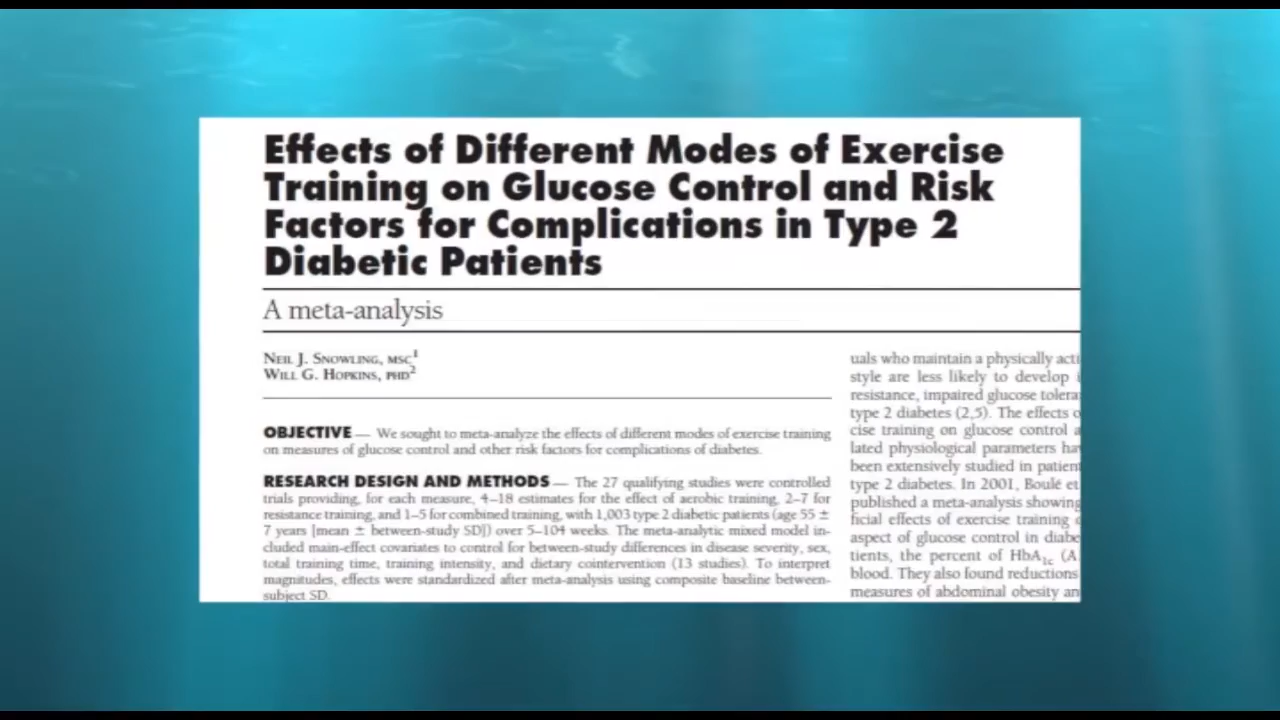 Effects of Different Modes of Exercise
Training on Glucose Control and Risk
Factors for Complications in Type 2
Diabetic Patients
A meta-analysis
NEIL J. SNOWLING, MSC1
WILL G. HOPKINS, PHD2
OBJECTIVE — We sought to meta-analyze the effects of different modes of exercise training
on measures of glucose control and other risk factors for complications of diabetes.
RESEARCH DESIGN AND METHODS — The 27 qualifying studies were controlled
trials providing, for each measure, 4–18 estimates for the effect of aerobic training, 2–7 for
resistance training, and 1–5 for combined training, with 1,003 type 2 diabetic patients (age 55 ±
7 years [mean ± between-study SD]) over 5–104 weeks. The meta-analytic mixed model in-
cluded main-effect covariates to control for between-study differences in disease severity, sex,
total training time, training intensity, and dietary cointervention (13 studies). To interpret
magnitudes, effects were standardized after meta-analysis using composite baseline between-
subject SD.
uals who maintain a physically acti
style are less likely to develop i
resistance, impaired glucose tolera
type 2 diabetes (2,5). The effects o
cise training on glucose control a
lated physiological parameters hav
been extensively studied in patient
type 2 diabetes. In 2001, Boulé et
published a meta-analysis showing
ficial effects of exercise training o
aspect of glucose control in diabe
tients, the percent of HbA1c (A
blood. They also found reductions
measures of abdominal obesity an